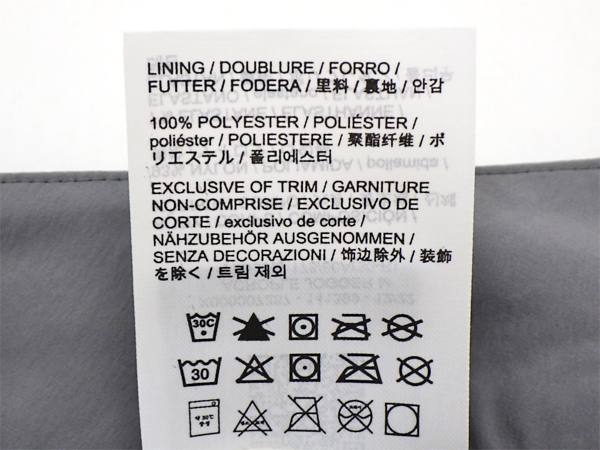 LINING / DOUBLURE / FORRO /
FUTTER / FODERA / 里料 / 裏地 / 안감
100% POLYESTER / POLIÉSTER /
poliéster / POLIESTERE / 聚酯纤维 / ポ
リエステル / 폴리에스터
EXCLUSIVE OF TRIM / GARNITURE
NON-COMPRISE / EXCLUSIVO DE
CORTE / exclusivo de corte /
NÄHZUBEHÖR AUSGENOMMEN /
SENZA DECORAZIONI / 饰边除外 / 装飾
を除く / 트림 제외
30C
30